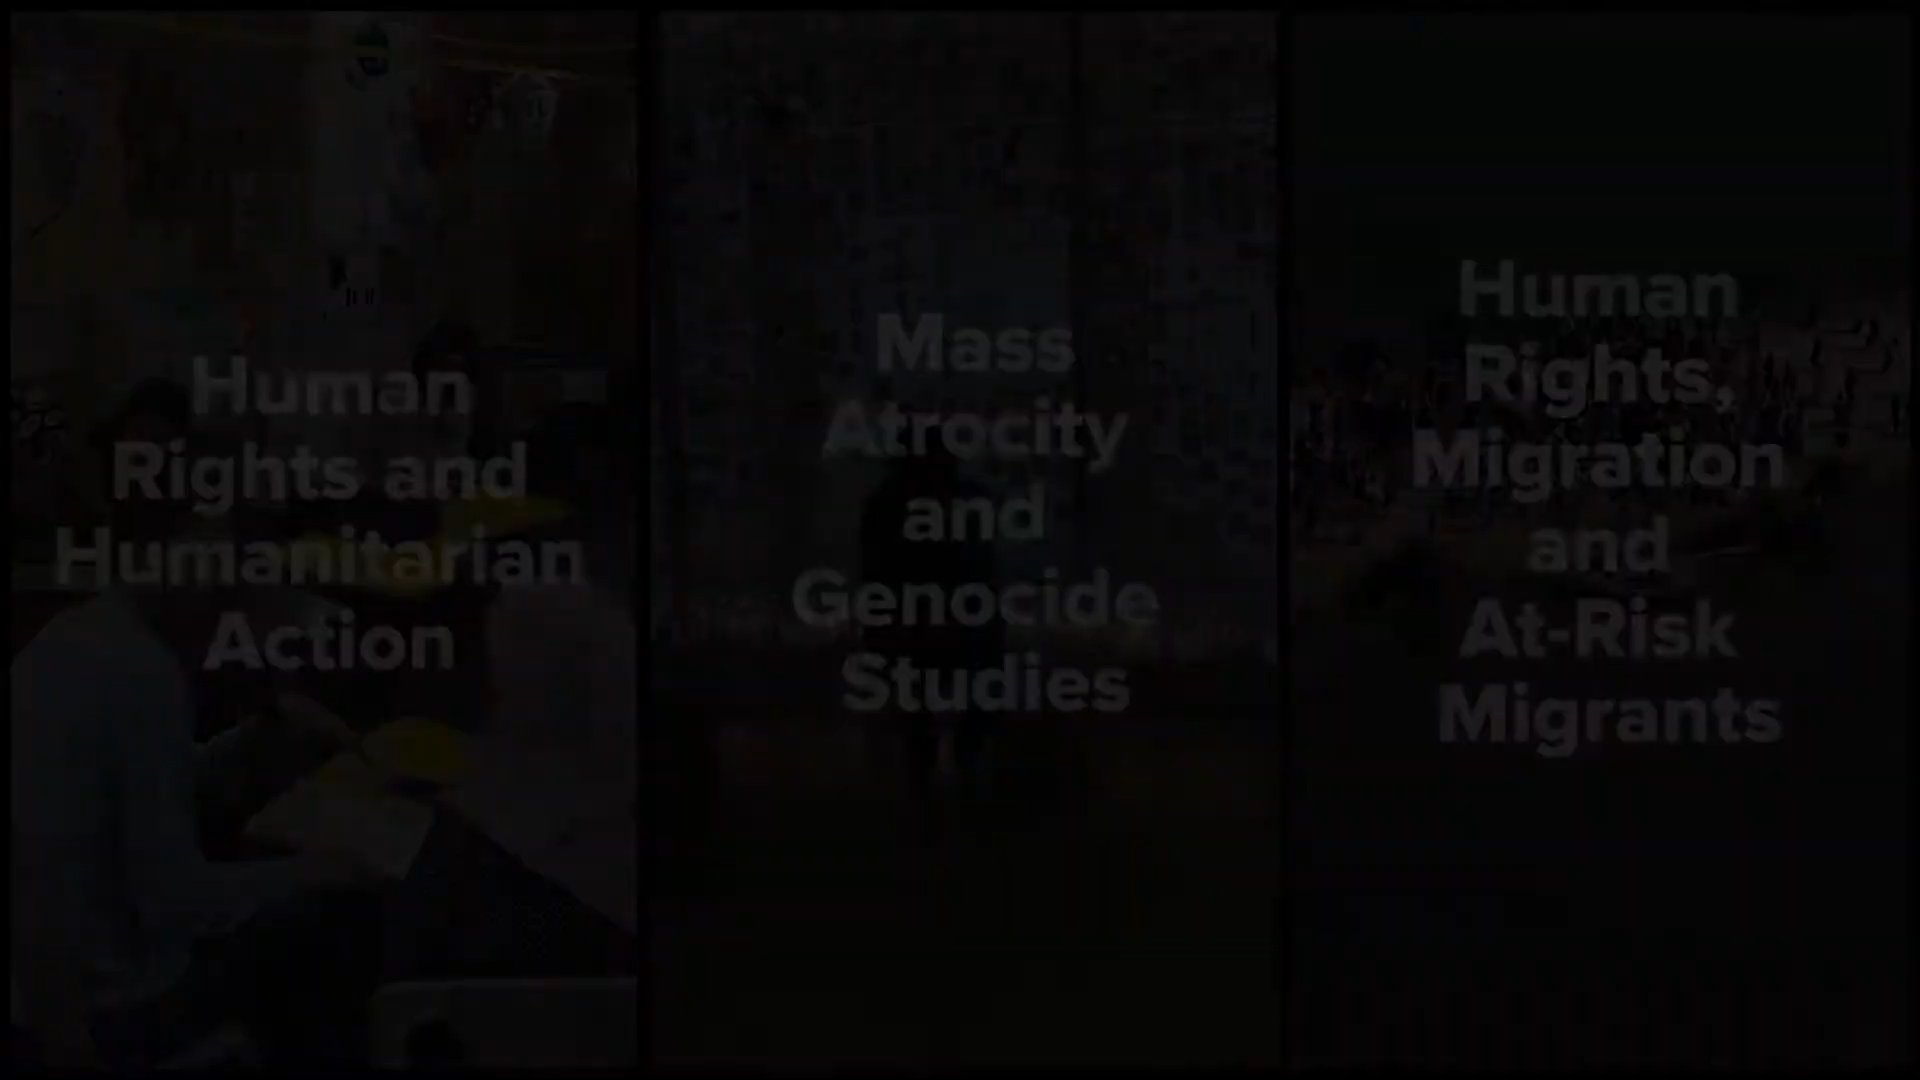 Human
Rights and
Humanitarian
Action
Mass
Atrocity
and
Genocide
Studies
Human
Rights,
Migration
and
At-Risk
Migrants